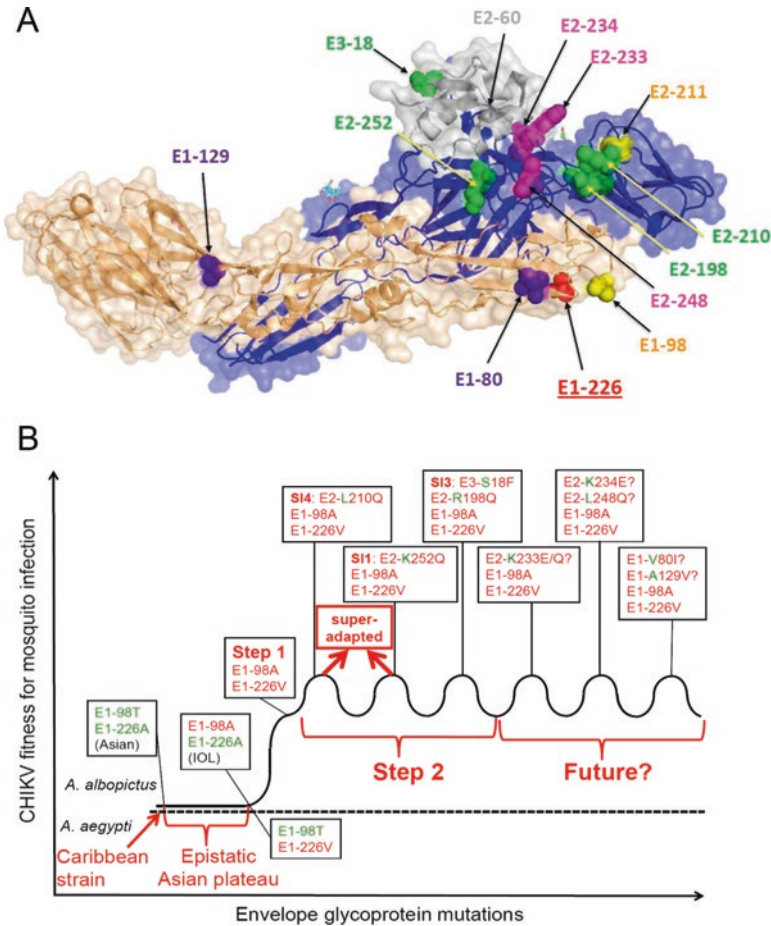 A
E3-18
E2-60
E2-234
E2-233
E2-211
E2-252
E1-129
E2-210
E2-198
E2-248
E1-98
E1-80
E1-226
B
CHIKV fitness for mosquito infection
SI4: E2-L210Q
E1-98A
E1-226V
SI3: E3-S18F
E2-R198Q
E1-98A
E1-226V
E2-K234E?
E2-L248Q?
E1-98A
E1-226V
SI1: E2-K252Q
E1-98A
E1-226V
E2-K233E/Q?
E1-98A
E1-226V
E1-V80I?
E1-A129V?
E1-98A
E1-226V
super-
adapted
Step 1
E1-98A
E1-226V
E1-98T
E1-226A
(Asian)
E1-98A
E1-226A
(IOL)
Step 2
Future?
A. albopictus
A. aegypti
E1-98T
E1-226V
Caribbean
strain
Epistatic
Asian plateau
Envelope glycoprotein mutations